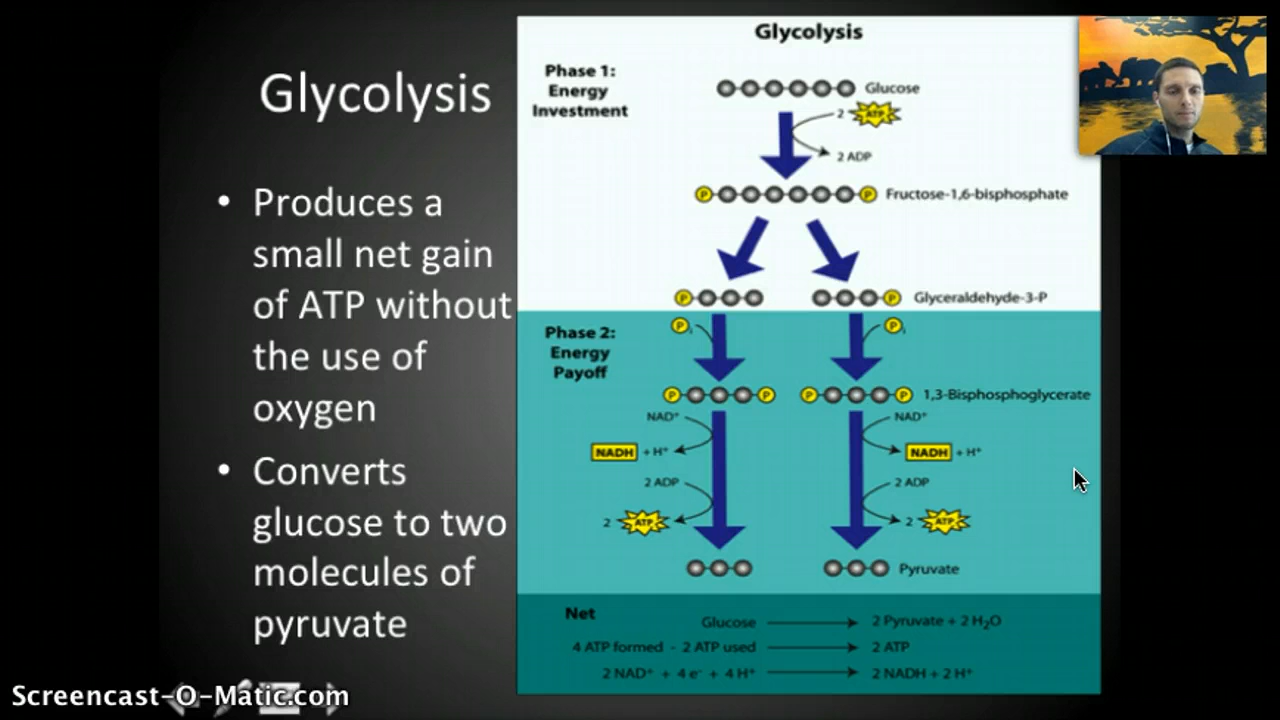 Glycolysis
• Produces a
small net gain
of ATP without
the use of
oxygen
• Converts
glucose to two
molecules of
pyruvate
Glycolysis
Phase 1:
Energy
Investment
Glucose
2 ATP
2 ADP
P P Fructose-1,6-bisphosphate
P P Glyceraldehyde-3-P
Phase 2:
Energy
Payoff
Pi Pi
P P P P 1,3-Bisphosphoglycerate
NAD⁺ NAD⁺
NADH + H⁺ NADH + H⁺
2 ADP 2 ADP
2 ATP 2 ATP
Pyruvate
Net
Glucose → 2 Pyruvate + 2 H₂O
4 ATP formed - 2 ATP used → 2 ATP
2 NAD⁺ + 4 e⁻ + 4 H⁺ → 2 NADH + 2 H⁺
Screencast-O-Matic.com